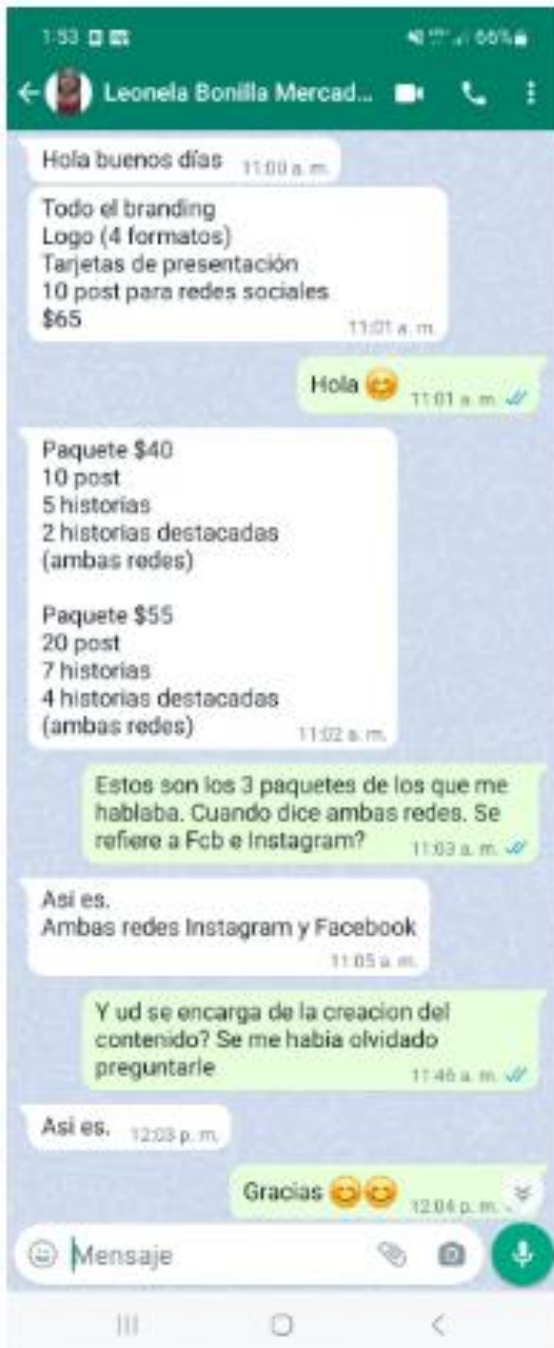 1:53 66%
Leonela Bonilla Mercad...
Hola buenos días 11:00 a. m.
Todo el branding
Logo (4 formatos)
Tarjetas de presentación
10 post para redes sociales
$65 11:01 a. m.
Hola 😊 11:01 a. m.
Paquete $40
10 post
5 historias
2 historias destacadas
(ambas redes)
Paquete $55
20 post
7 historias
4 historias destacadas
(ambas redes) 11:02 a. m.
Estos son los 3 paquetes de los que me
hablaba. Cuando dice ambas redes. Se
refiere a Fcb e Instagram? 11:03 a. m.
Asi es.
Ambas redes Instagram y Facebook
11:05 a. m.
Y ud se encarga de la creacion del
contenido? Se me habia olvidado
preguntarle 11:46 a. m.
Asi es. 12:03 p. m.
Gracias 😊😊 12:04 p. m.
Mensaje